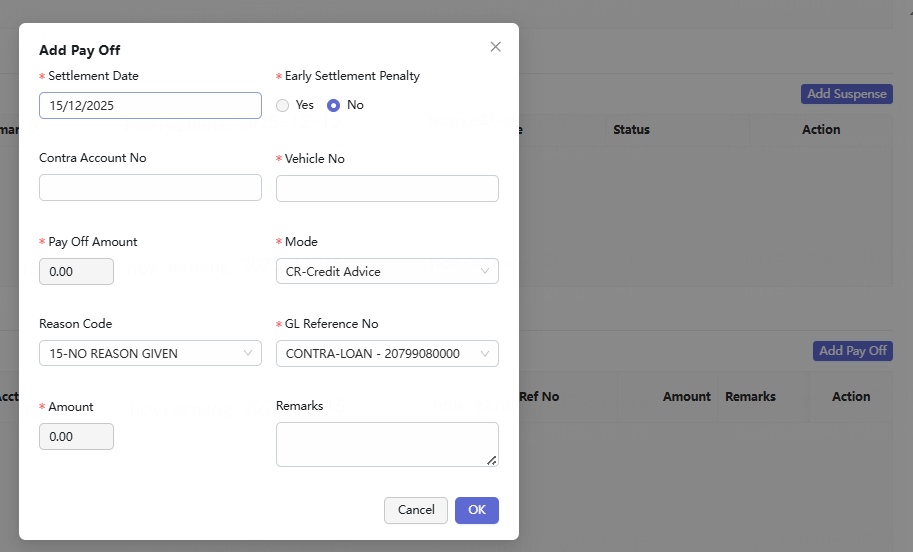 Add Pay Off
* Settlement Date
* Early Settlement Penalty
15/12/2025
Yes
No
Add Suspense
Status
Action
Contra Account No
* Vehicle No
* Pay Off Amount
* Mode
0.00
CR-Credit Advice
Reason Code
* GL Reference No
15-NO REASON GIVEN
CONTRA-LOAN - 20799080000
Add Pay Off
Ref No
Amount
Remarks
Action
* Amount
Remarks
0.00
Cancel
OK